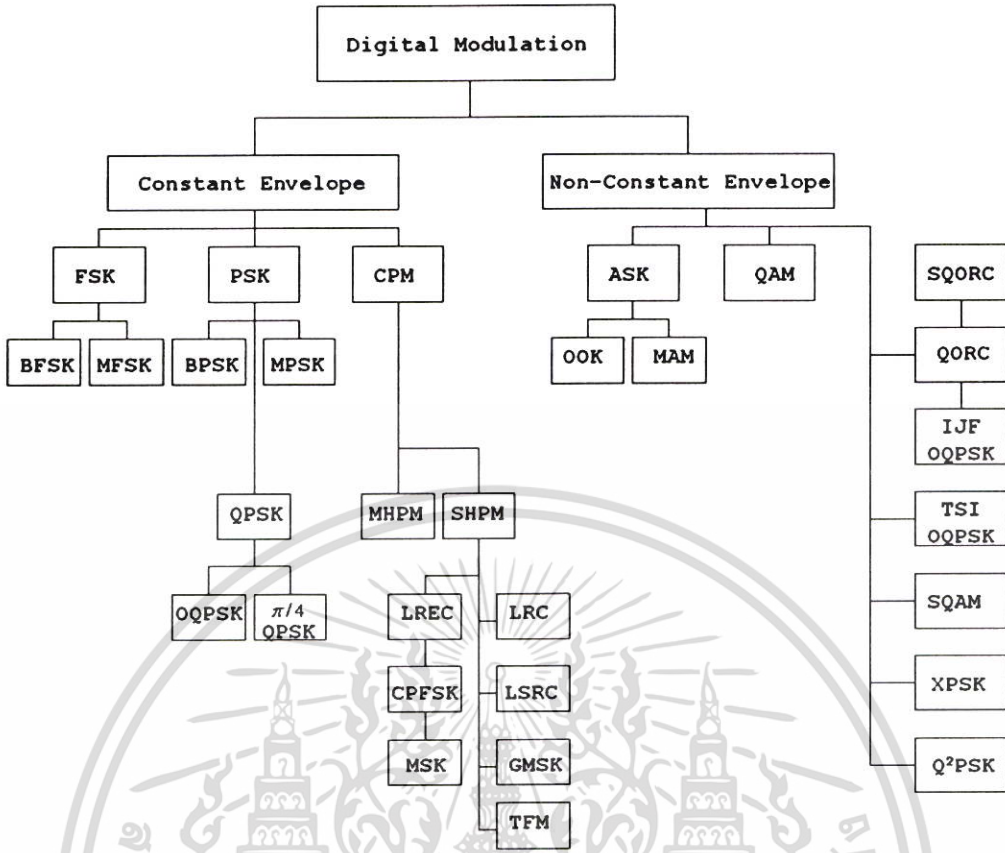 Digital Modulation
Constant Envelope
Non-Constant Envelope
FSK
PSK
CPM
ASK
QAM
SQORC
BFSK
MFSK
BPSK
MPSK
OOK
MAM
QORC
IJF
OQPSK
QPSK
MHPM
SHPM
TSI
OQPSK
OQPSK
π/4
QPSK
LREC
LRC
SQAM
CPFSK
LSRC
XPSK
MSK
GMSK
Q²PSK
TFM